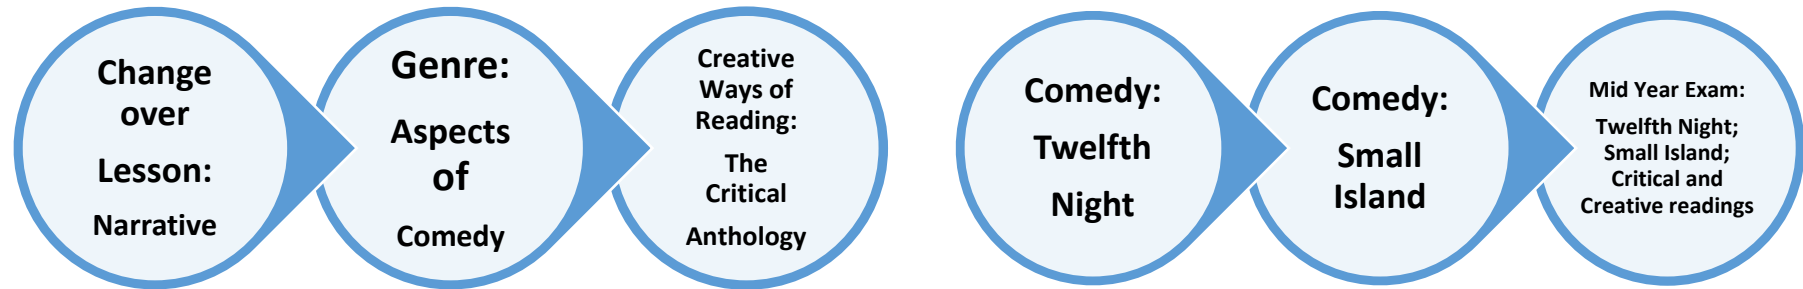 Change
over
Lesson:
Narrative
Genre:
Aspects
of
Comedy
Creative
Ways of
Reading:
The
Critical
Anthology
Comedy:
Twelfth
Night
Comedy:
Small
Island
Mid Year Exam:
Twelfth Night;
Small Island;
Critical and
Creative readings